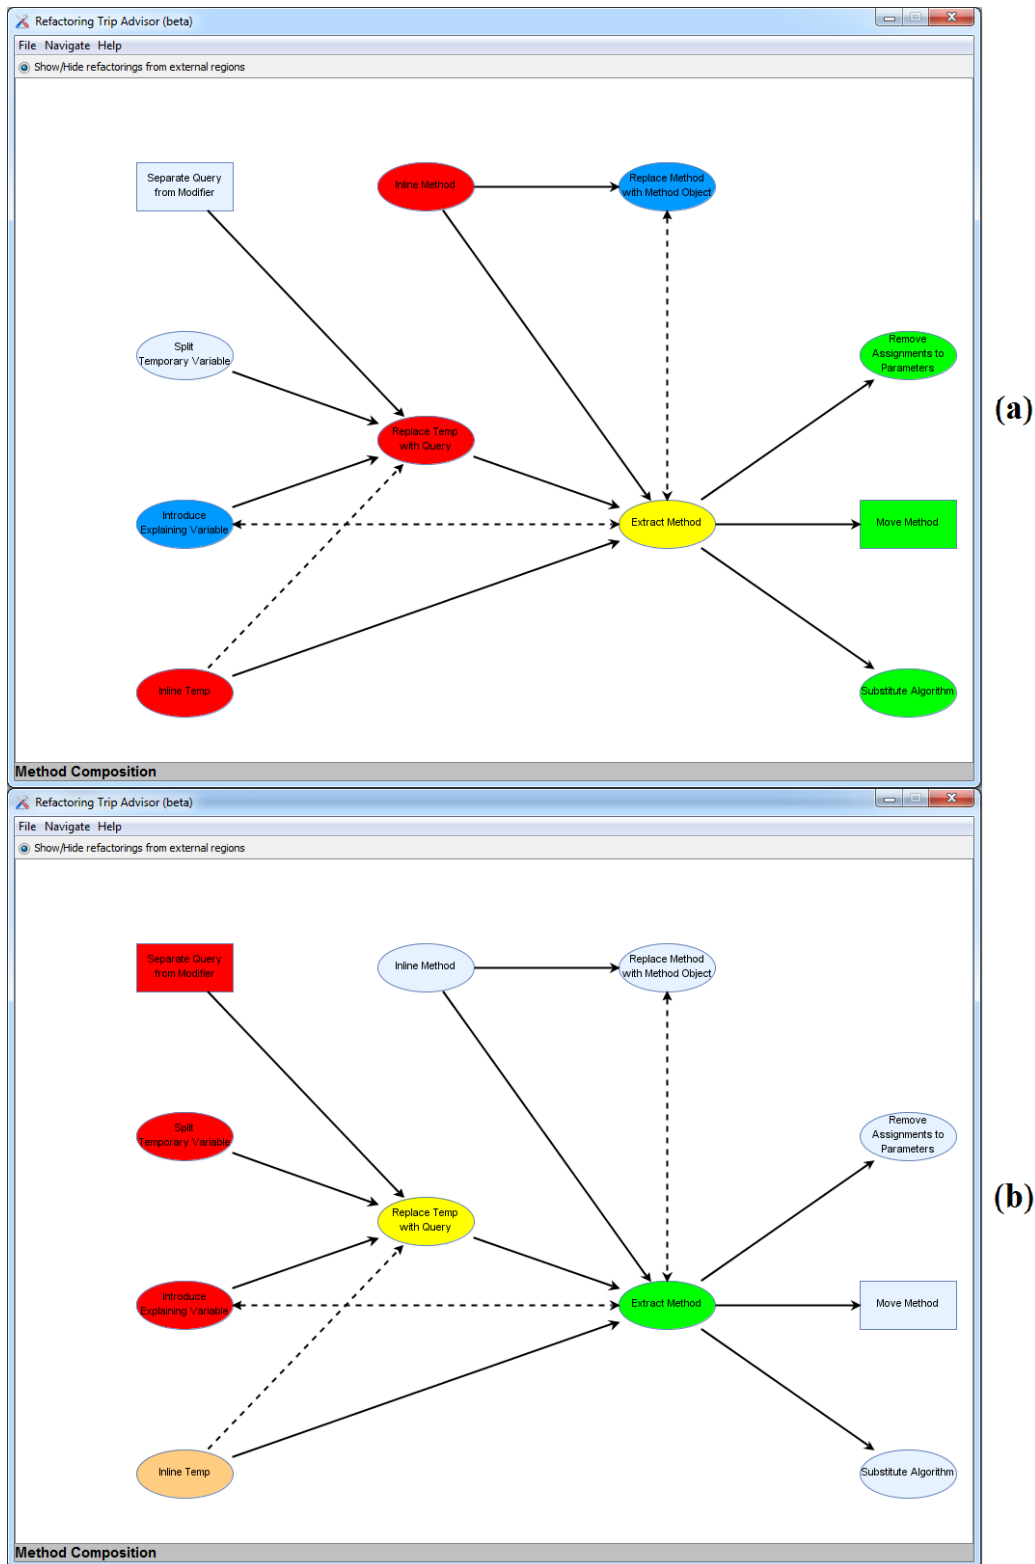 Refactoring Trip Advisor (beta)
File Navigate Help
Show/Hide refactorings from external regions
Separate Query
from Modifier
Inline Method
Replace Method
with Method Object
Split
Temporary Variable
Remove
Assignments to
Parameters
(a)
Replace Temp
with Query
Introduce
Explaining Variable
Extract Method
Move Method
Inline Temp
Substitute Algorithm
Method Composition
Refactoring Trip Advisor (beta)
File Navigate Help
Show/Hide refactorings from external regions
Separate Query
from Modifier
Inline Method
Replace Method
with Method Object
Split
Temporary Variable
Remove
Assignments to
Parameters
(b)
Replace Temp
with Query
Introduce
Explaining Variable
Extract Method
Move Method
Inline Temp
Substitute Algorithm
Method Composition